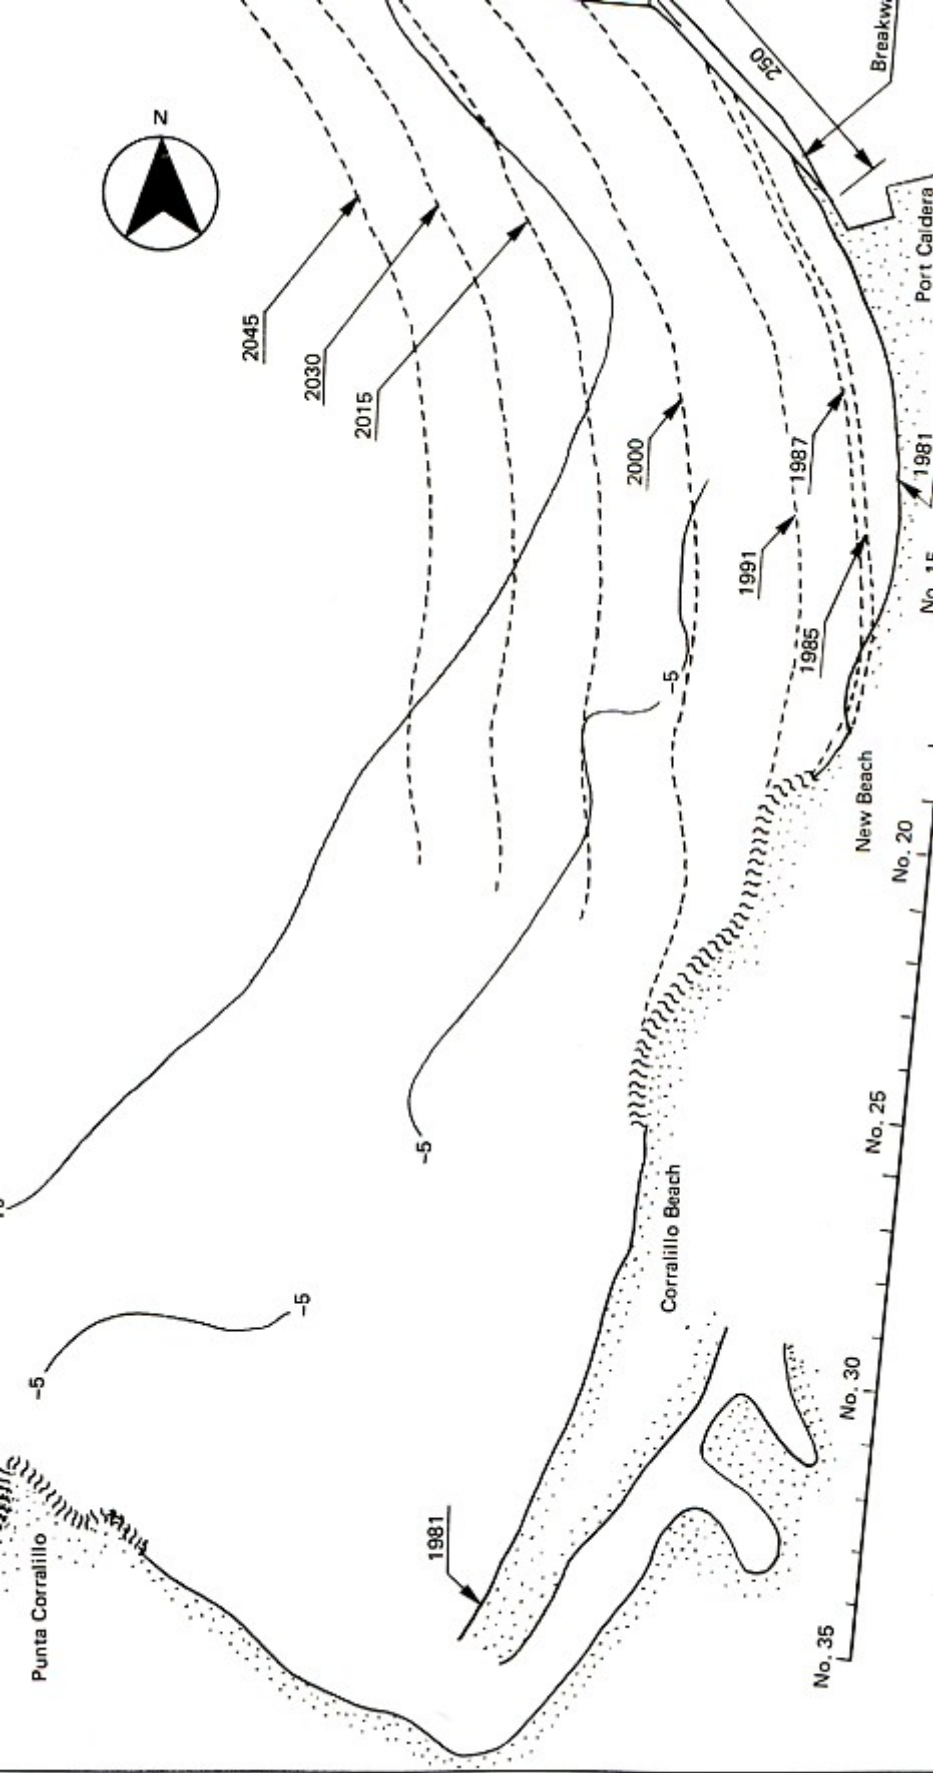 N
250
Breakwa
2045
2030
2015
2000
1987
1991
1985
1981
Port Caldera
No. 15
-5
New Beach
No. 20
-5
No. 25
Corralillo Beach
-5
-5
No. 30
1981
Punta Corralillo
No. 35